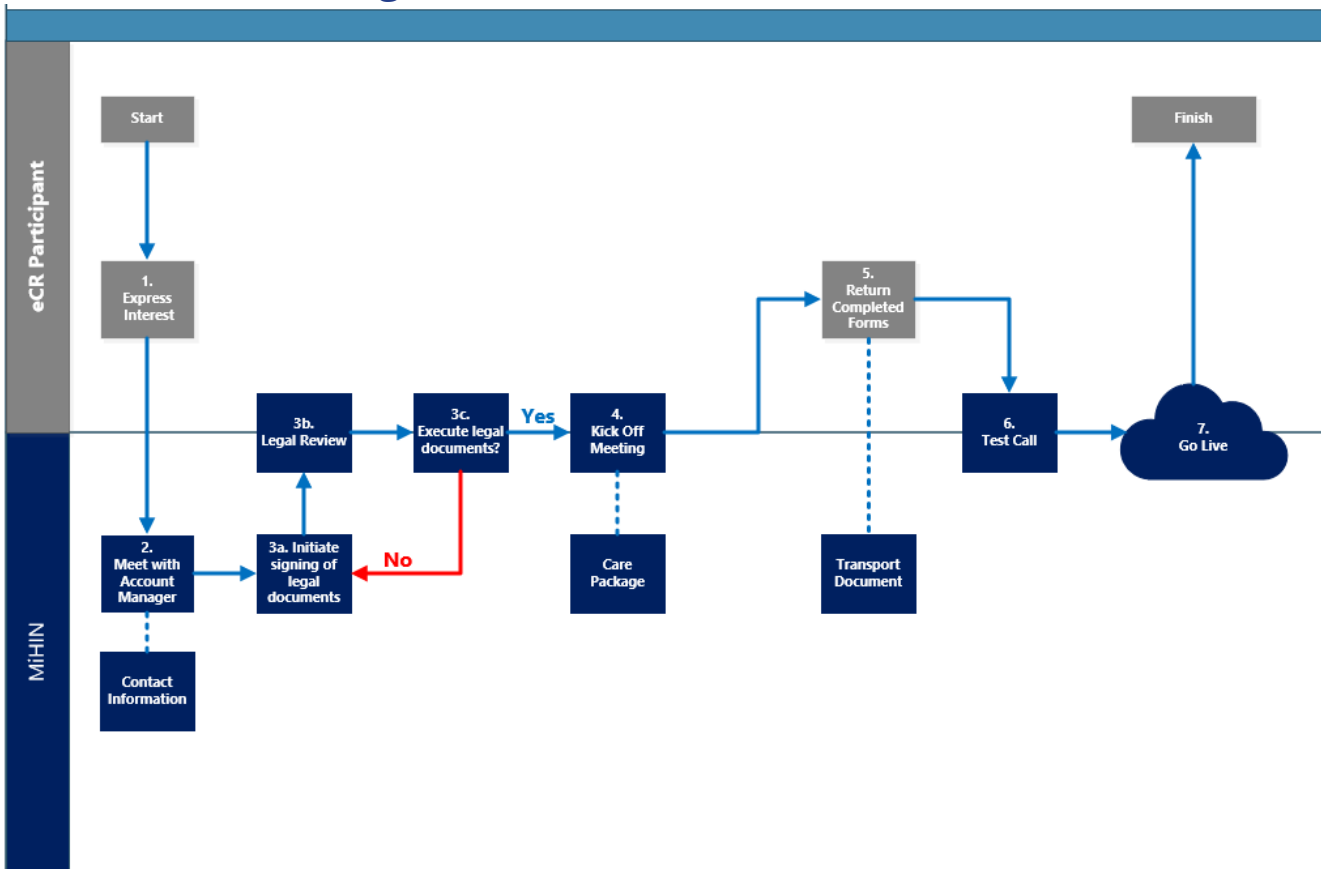 eCR Participant
Start
Finish
1.
Express
Interest
5.
Return
Completed
Forms
3b.
Legal Review
3c.
Execute legal
documents?
Yes
4.
Kick Off
Meeting
6.
Test Call
7.
Go Live
MiHIN
2.
Meet with
Account
Manager
3a. Initiate
signing of
legal
documents
No
Care
Package
Transport
Document
Contact
Information